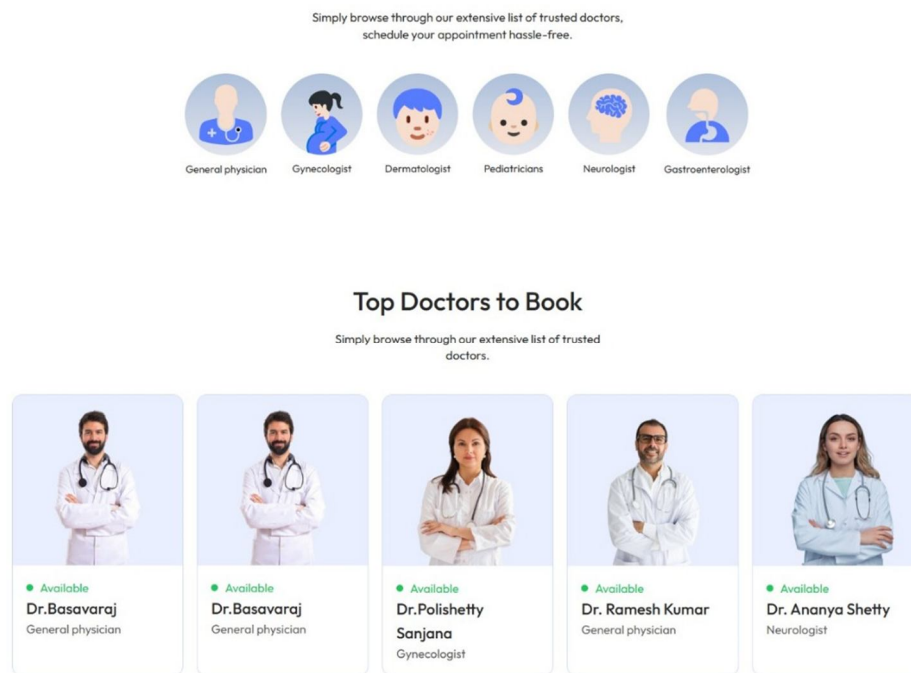 Simply browse through our extensive list of trusted doctors,
schedule your appointment hassle-free.
General physician
Gynecologist
Dermatologist
Pediatricians
Neurologist
Gastroenterologist
Top Doctors to Book
Simply browse through our extensive list of trusted
doctors.
Available
Dr.Basavaraj
General physician
Available
Dr.Basavaraj
General physician
Available
Dr.Polishetty
Sanjana
Gynecologist
Available
Dr. Ramesh Kumar
General physician
Available
Dr. Ananya Shetty
Neurologist